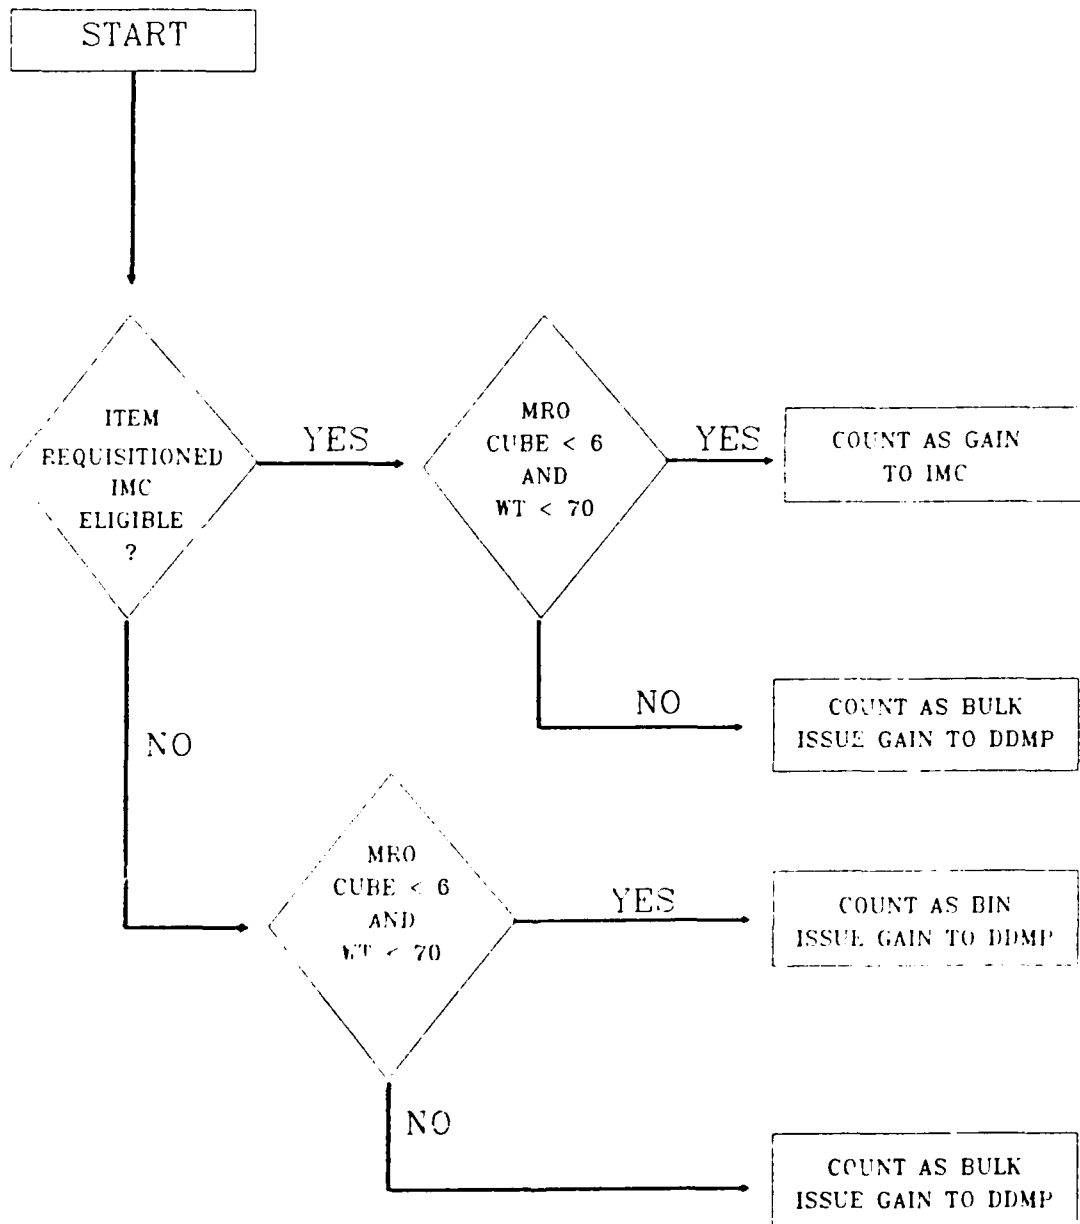 START
ITEM
REQUISITIONED
IMC
ELIGIBLE
?
YES
MRO
CUBE < 6
AND
WT < 70
YES
COUNT AS GAIN
TO IMC
NO
COUNT AS BULK
ISSUE GAIN TO DDMP
NO
MRO
CUBE < 6
AND
WT < 70
YES
COUNT AS BIN
ISSUE GAIN TO DDMP
NO
COUNT AS BULK
ISSUE GAIN TO DDMP